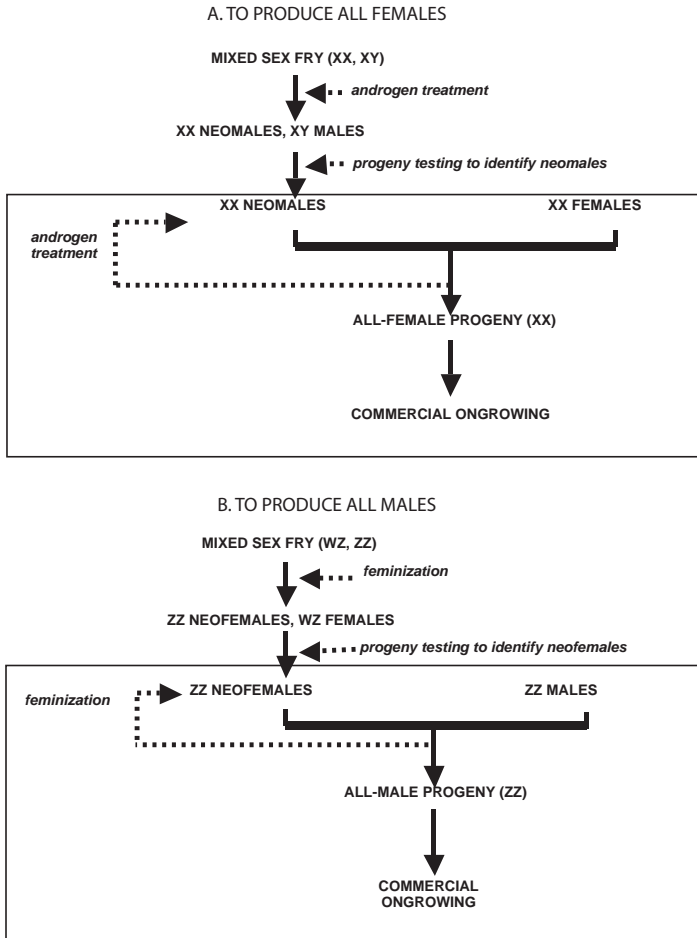 A. TO PRODUCE ALL FEMALES
MIXED SEX FRY (XX, XY)
androgen treatment
XX NEOMALES, XY MALES
progeny testing to identify neomales
XX NEOMALES
XX FEMALES
androgen
treatment
ALL-FEMALE PROGENY (XX)
COMMERCIAL ONGROWING
B. TO PRODUCE ALL MALES
MIXED SEX FRY (WZ, ZZ)
feminization
ZZ NEOFEMALES, WZ FEMALES
progeny testing to identify neofemales
feminization
ZZ NEOFEMALES
ZZ MALES
ALL-MALE PROGENY (ZZ)
COMMERCIAL
ONGROWING